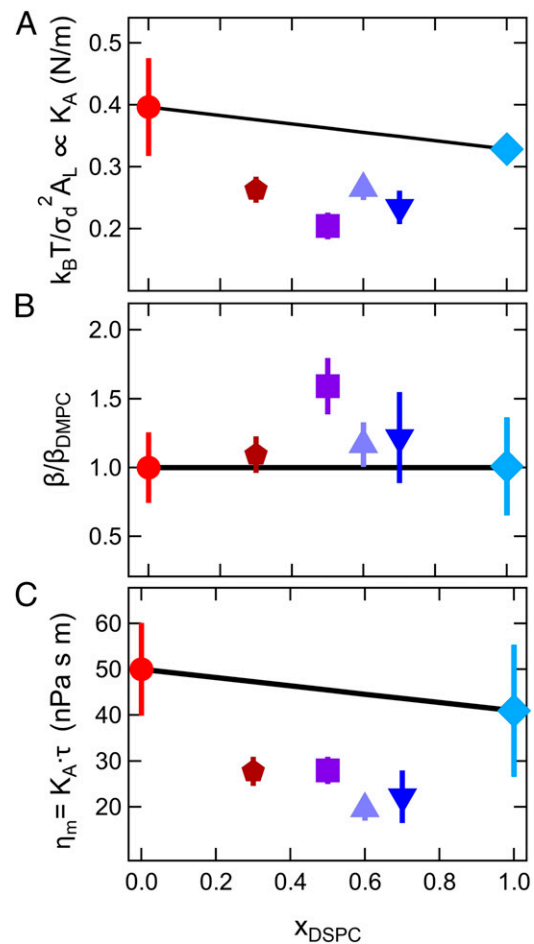 A
k_BT/σ_d²A_L ∝ K_A (N/m)
0.5
0.4
0.3
0.2
B
β/β_DMPC
2.0
1.5
1.0
0.5
C
η_m = K_A·τ (nPa s m)
60
50
40
30
20
0.0 0.2 0.4 0.6 0.8 1.0
x_DSPC